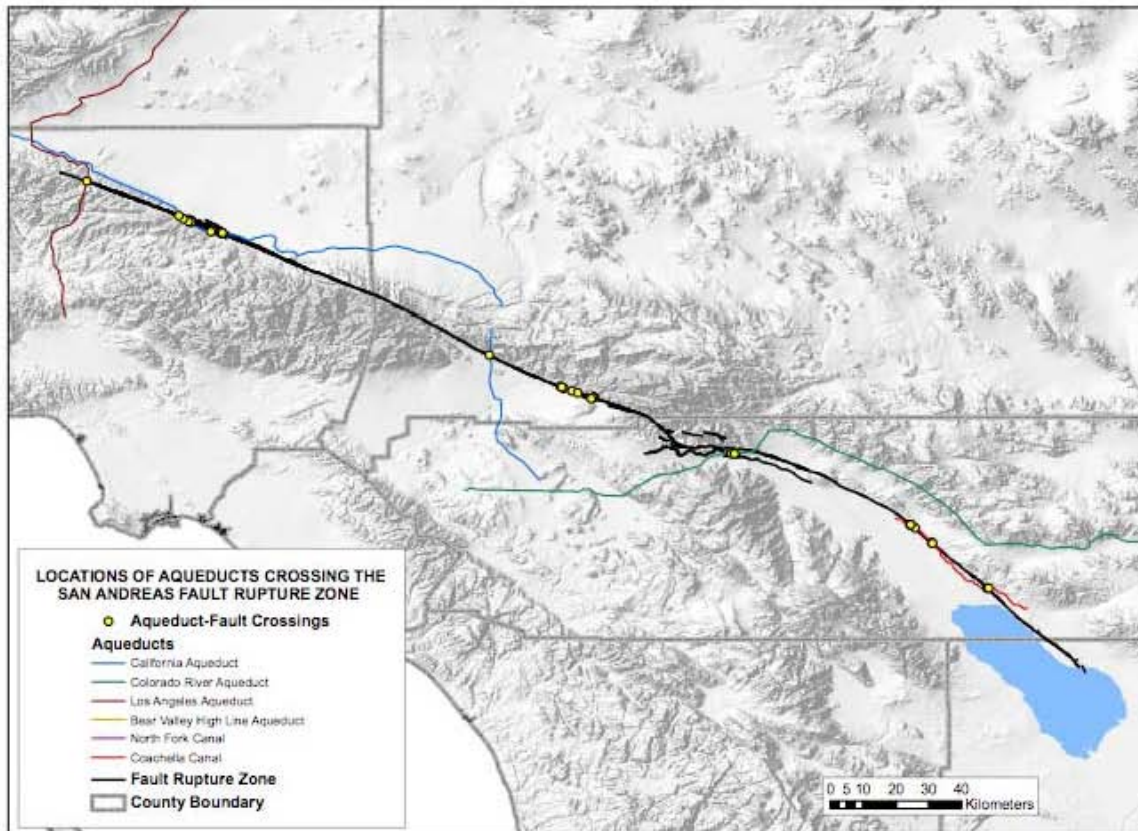 LOCATIONS OF AQUEDUCTS CROSSING THE
SAN ANDREAS FAULT RUPTURE ZONE
Aqueduct-Fault Crossings
Aqueducts
California Aqueduct
Colorado River Aqueduct
Los Angeles Aqueduct
Bear Valley High Line Aqueduct
North Fork Canal
Coachella Canal
Fault Rupture Zone
County Boundary
0 5 10 20 30 40
Kilometers